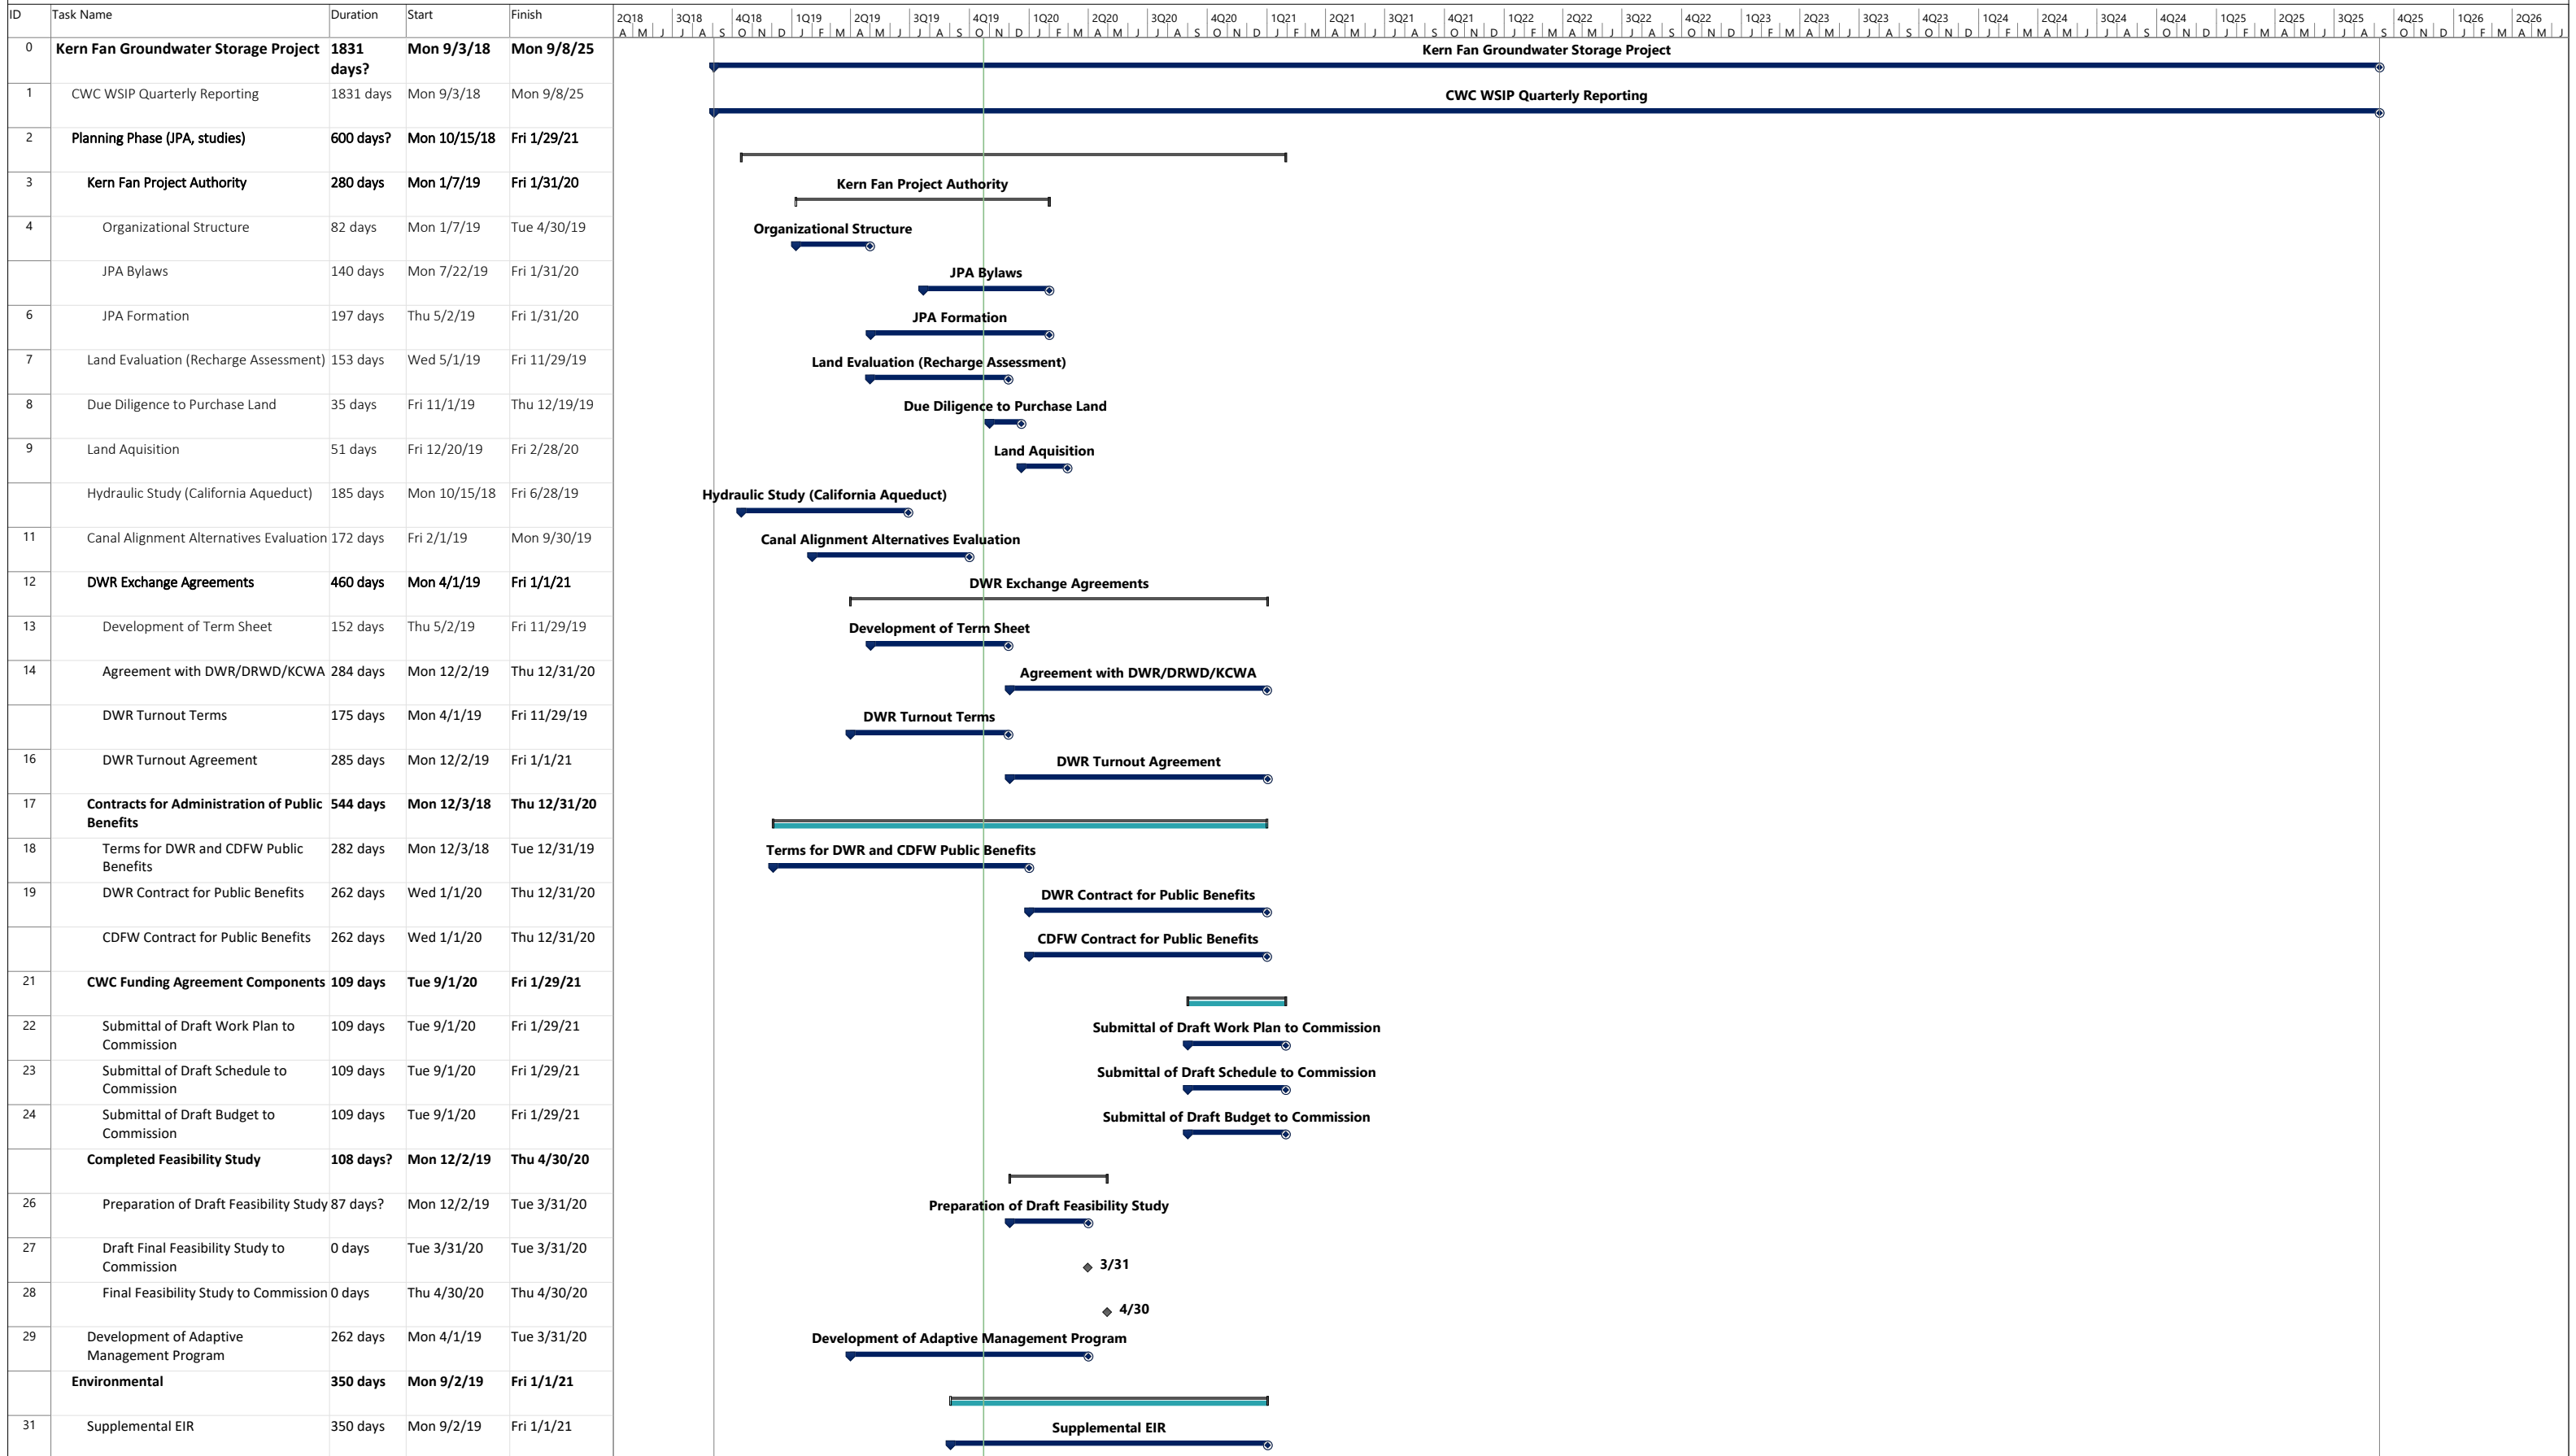 ID Task Name Duration Start Finish 2Q18 3Q18 4Q18 1Q19 2Q19 3Q19 4Q19 1Q20 2Q20 3Q20 4Q20 1Q21 2Q21 3Q21 4Q21 1Q22 2Q22 3Q22 4Q22 1Q23 2Q23 3Q23 4Q23 1Q24 2Q24 3Q24 4Q24 1Q25 2Q25 3Q25 4Q25 1Q26 2Q26
A M J J A S O N D J F M A M J J A S O N D J F M A M J J A S O N D J F M A M J J A S O N D J F M A M J J A S O N D J F M A M J J A S O N D J F M A M J J A S O N D J F M A M J J A S O N D J F M A M J
0 Kern Fan Groundwater Storage Project 1831 Mon 9/3/18 Mon 9/8/25 Kern Fan Groundwater Storage Project
days?
1 CWC WSIP Quarterly Reporting 1831 days Mon 9/3/18 Mon 9/8/25 CWC WSIP Quarterly Reporting
2 Planning Phase (JPA, studies) 600 days? Mon 10/15/18 Fri 1/29/21
3 Kern Fan Project Authority 280 days Mon 1/7/19 Fri 1/31/20 Kern Fan Project Authority
4 Organizational Structure 82 days Mon 1/7/19 Tue 4/30/19 Organizational Structure
JPA Bylaws 140 days Mon 7/22/19 Fri 1/31/20 JPA Bylaws
6 JPA Formation 197 days Thu 5/2/19 Fri 1/31/20 JPA Formation
7 Land Evaluation (Recharge Assessment) 153 days Wed 5/1/19 Fri 11/29/19 Land Evaluation (Recharge Assessment)
8 Due Diligence to Purchase Land 35 days Fri 11/1/19 Thu 12/19/19 Due Diligence to Purchase Land
9 Land Aquisition 51 days Fri 12/20/19 Fri 2/28/20 Land Aquisition
Hydraulic Study (California Aqueduct) 185 days Mon 10/15/18 Fri 6/28/19 Hydraulic Study (California Aqueduct)
11 Canal Alignment Alternatives Evaluation 172 days Fri 2/1/19 Mon 9/30/19 Canal Alignment Alternatives Evaluation
12 DWR Exchange Agreements 460 days Mon 4/1/19 Fri 1/1/21 DWR Exchange Agreements
13 Development of Term Sheet 152 days Thu 5/2/19 Fri 11/29/19 Development of Term Sheet
14 Agreement with DWR/DRWD/KCWA 284 days Mon 12/2/19 Thu 12/31/20 Agreement with DWR/DRWD/KCWA
DWR Turnout Terms 175 days Mon 4/1/19 Fri 11/29/19 DWR Turnout Terms
16 DWR Turnout Agreement 285 days Mon 12/2/19 Fri 1/1/21 DWR Turnout Agreement
17 Contracts for Administration of Public 544 days Mon 12/3/18 Thu 12/31/20
Benefits
18 Terms for DWR and CDFW Public 282 days Mon 12/3/18 Tue 12/31/19 Terms for DWR and CDFW Public Benefits
Benefits
19 DWR Contract for Public Benefits 262 days Wed 1/1/20 Thu 12/31/20 DWR Contract for Public Benefits
CDFW Contract for Public Benefits 262 days Wed 1/1/20 Thu 12/31/20 CDFW Contract for Public Benefits
21 CWC Funding Agreement Components 109 days Tue 9/1/20 Fri 1/29/21
22 Submittal of Draft Work Plan to 109 days Tue 9/1/20 Fri 1/29/21 Submittal of Draft Work Plan to Commission
Commission
23 Submittal of Draft Schedule to 109 days Tue 9/1/20 Fri 1/29/21 Submittal of Draft Schedule to Commission
Commission
24 Submittal of Draft Budget to 109 days Tue 9/1/20 Fri 1/29/21 Submittal of Draft Budget to Commission
Commission
Completed Feasibility Study 108 days? Mon 12/2/19 Thu 4/30/20
26 Preparation of Draft Feasibility Study 87 days? Mon 12/2/19 Tue 3/31/20 Preparation of Draft Feasibility Study
27 Draft Final Feasibility Study to 0 days Tue 3/31/20 Tue 3/31/20 3/31
Commission
28 Final Feasibility Study to Commission 0 days Thu 4/30/20 Thu 4/30/20 4/30
29 Development of Adaptive 262 days Mon 4/1/19 Tue 3/31/20 Development of Adaptive Management Program
Management Program
Environmental 350 days Mon 9/2/19 Fri 1/1/21
31 Supplemental EIR 350 days Mon 9/2/19 Fri 1/1/21 Supplemental EIR